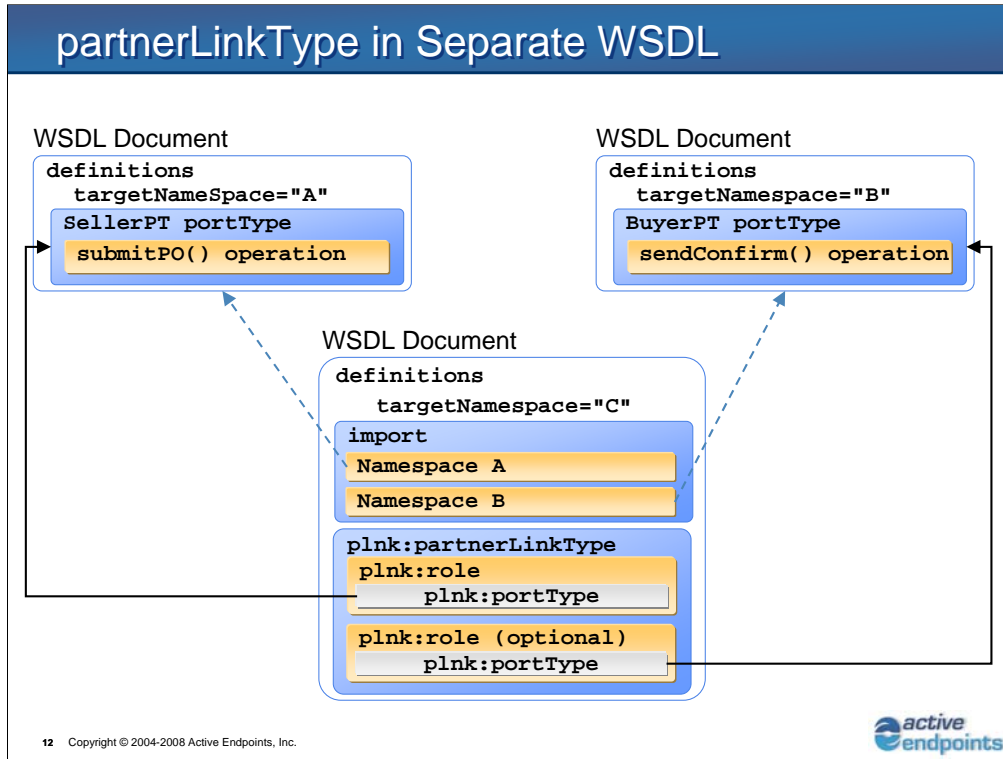 partnerLinkType in Separate WSDL
WSDL Document
definitions
targetNameSpace="A"
SellerPT portType
submitPO() operation
WSDL Document
definitions
targetNamespace="B"
BuyerPT portType
sendConfirm() operation
WSDL Document
definitions
targetNamespace="C"
import
Namespace A
Namespace B
plnk:partnerLinkType
plnk:role
plnk:portType
plnk:role (optional)
plnk:portType
12 Copyright © 2004-2008 Active Endpoints, Inc.
active
endpoints